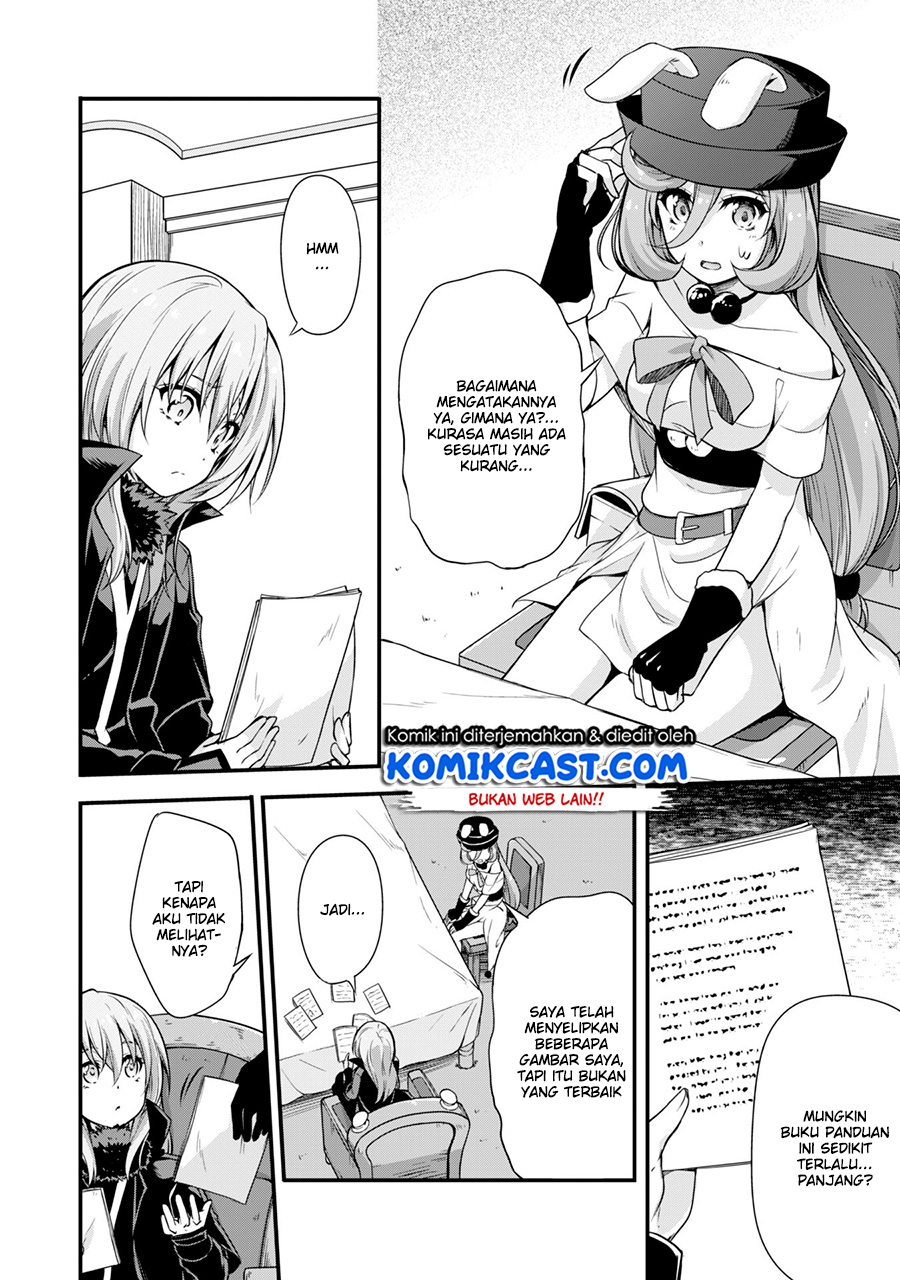 BAGAIMANA
MENGATAKANNYA
YA, GIMANA YA?...
KURASA MASIH ADA
SESUATU YANG
KURANG...
HMM
...
Komik ini diterjemahkan & diedit oleh
KOMIKCAST.COM
BUKAN WEB LAIN!!
MUNGKIN
BUKU PANDUAN
INI SEDIKIT
TERLALU...
PANJANG?
SAYA TELAH
MENYELIPKAN
BEBERAPA
GAMBAR SAYA,
TAPI ITU BUKAN
YANG TERBAIK
JADI...
TAPI
KENAPA
AKU TIDAK
MELIHAT-
NYA?